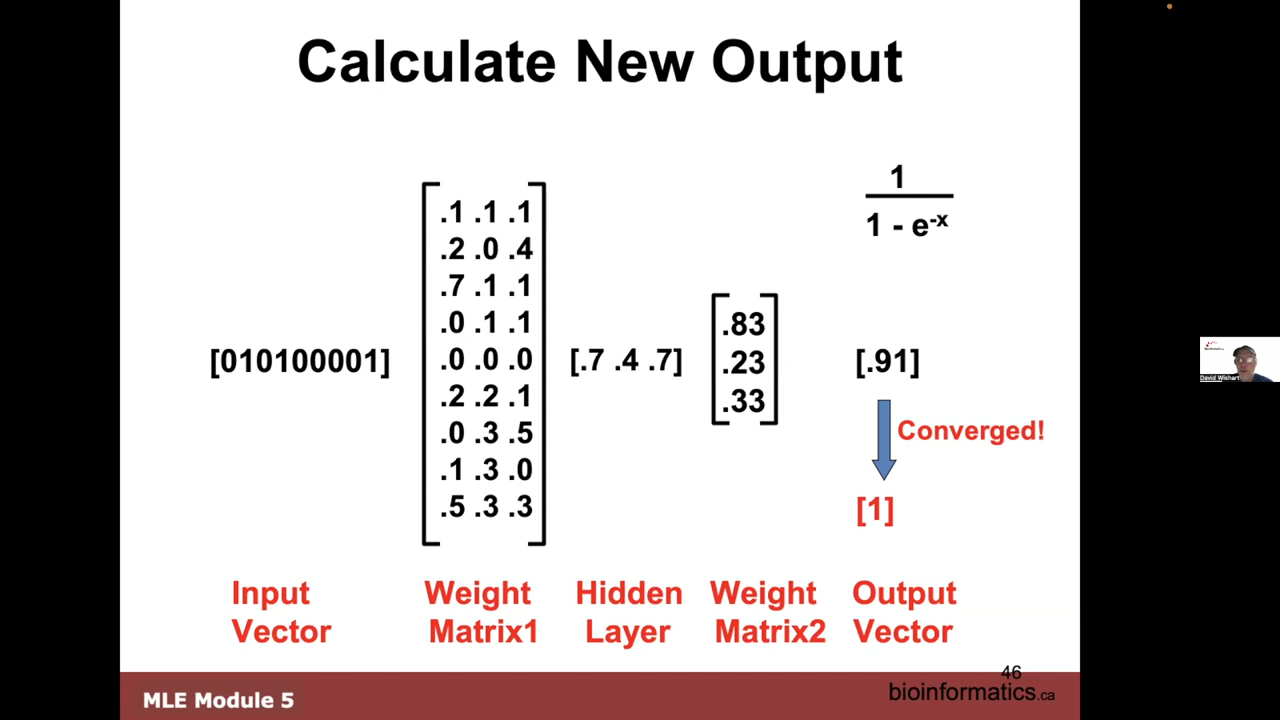 Calculate New Output
1
1 - e-x
.1 .1 .1
.2 .0 .4
.7 .1 .1
.0 .1 .1
.0 .0 .0
.2 .2 .1
.0 .3 .5
.1 .3 .0
.5 .3 .3
[010100001]
[.7 .4 .7]
.83
.23
.33
[.91]
Converged!
[1]
Input
Vector
Weight
Matrix1
Hidden
Layer
Weight
Matrix2
Output
Vector
46
MLE Module 5
bioinformatics.ca
David Wishart